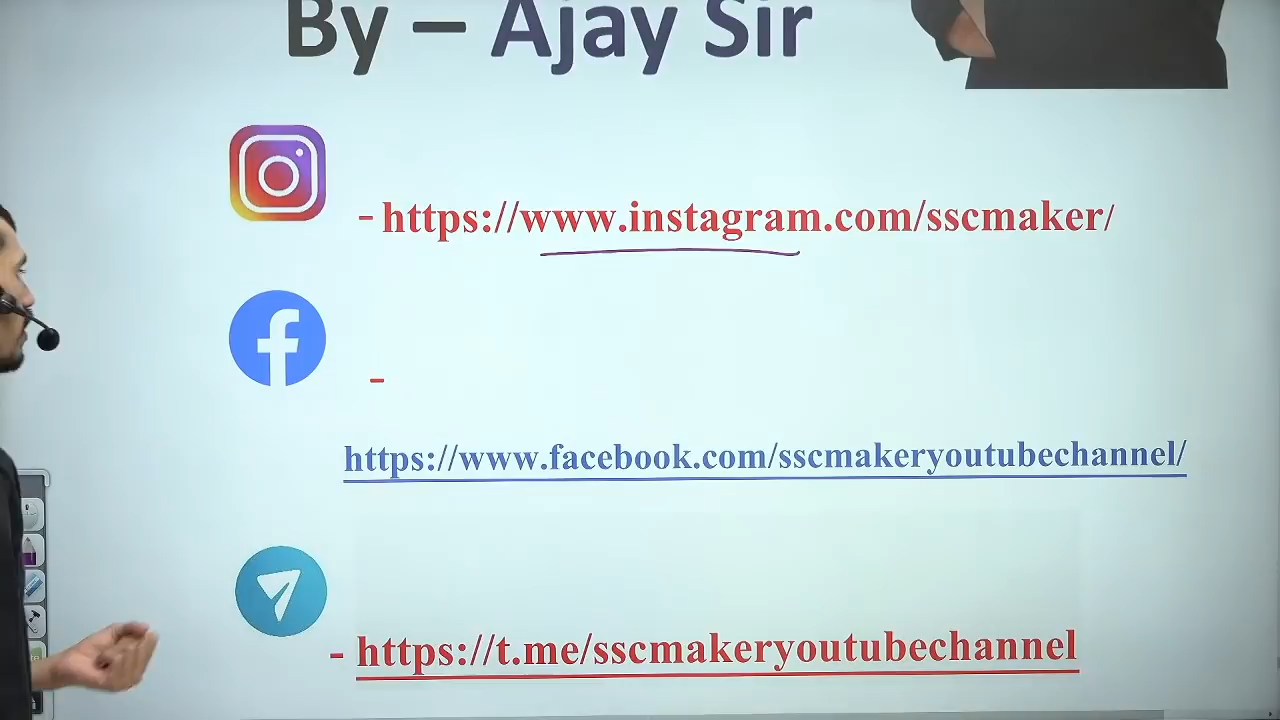 By – Ajay Sir
- https://www.instagram.com/sscmaker/
-
https://www.facebook.com/sscmakeryoutubechannel/
- https://t.me/sscmakeryoutubechannel